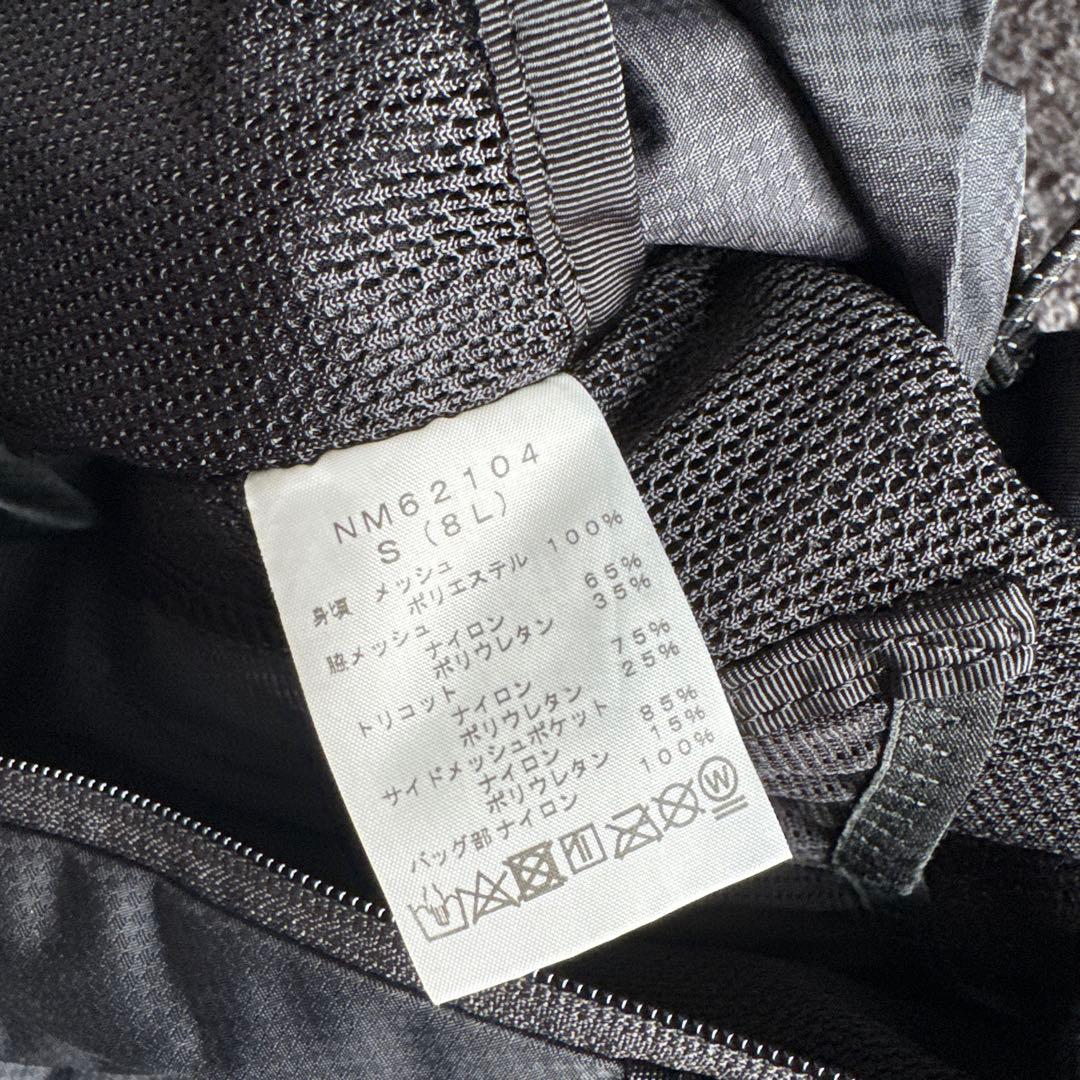 NM62104
S (8L)
身頃 メッシュ
ポリエステル 100%
脇メッシュ
ナイロン 65%
ポリウレタン 35%
トリコット
ナイロン 75%
ポリウレタン 25%
サイドメッシュポケット
ナイロン 85%
ポリウレタン 15%
バッグ部 ナイロン 100%
W